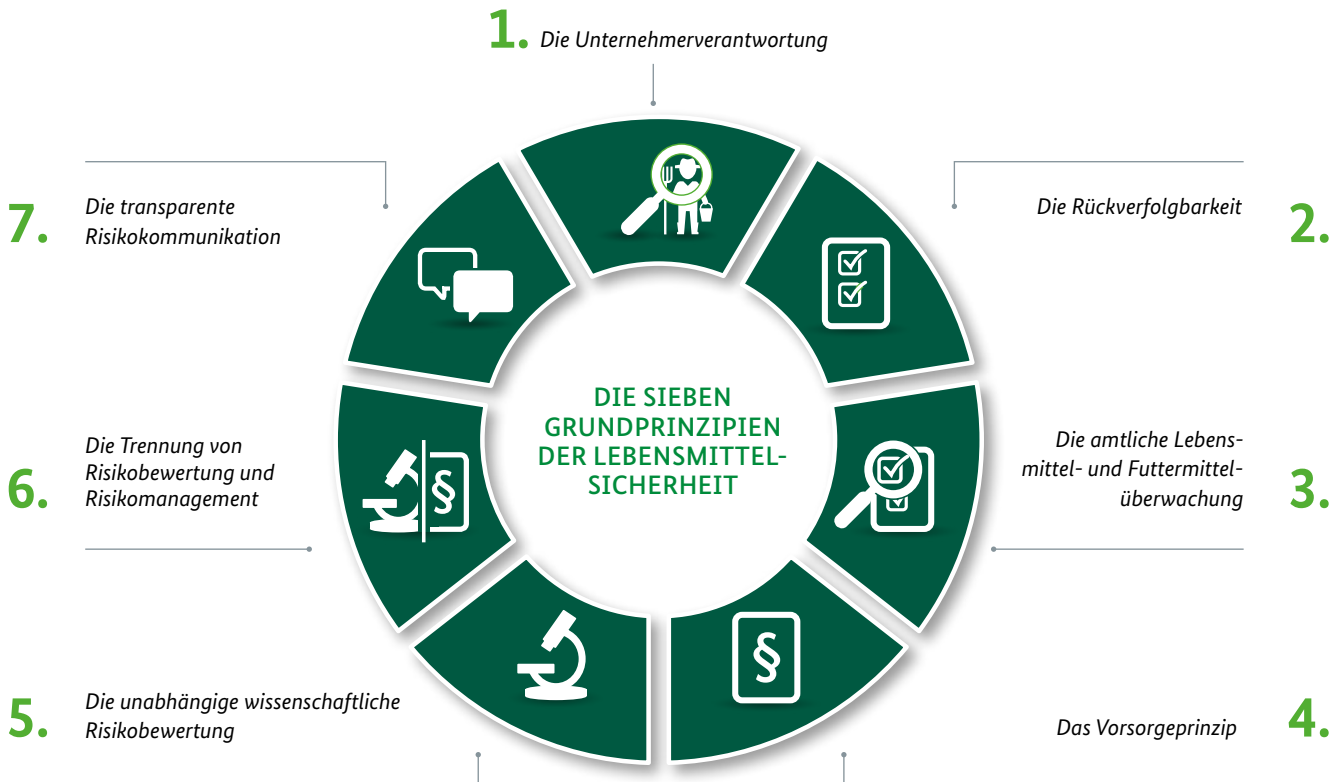 1. Die Unternehmerverantwortung
2.
Die Rückverfolgbarkeit
3.
Die amtliche Lebens-
mittel- und Futtermittel-
überwachung
4.
Das Vorsorgeprinzip
5.
Die unabhängige wissenschaftliche
Risikobewertung
6.
Die Trennung von
Risikobewertung und
Risikomanagement
7.
Die transparente
Risikokommunikation
DIE SIEBEN
GRUNDPRINZIPIEN
DER LEBENSMITTEL-
SICHERHEIT
§
§